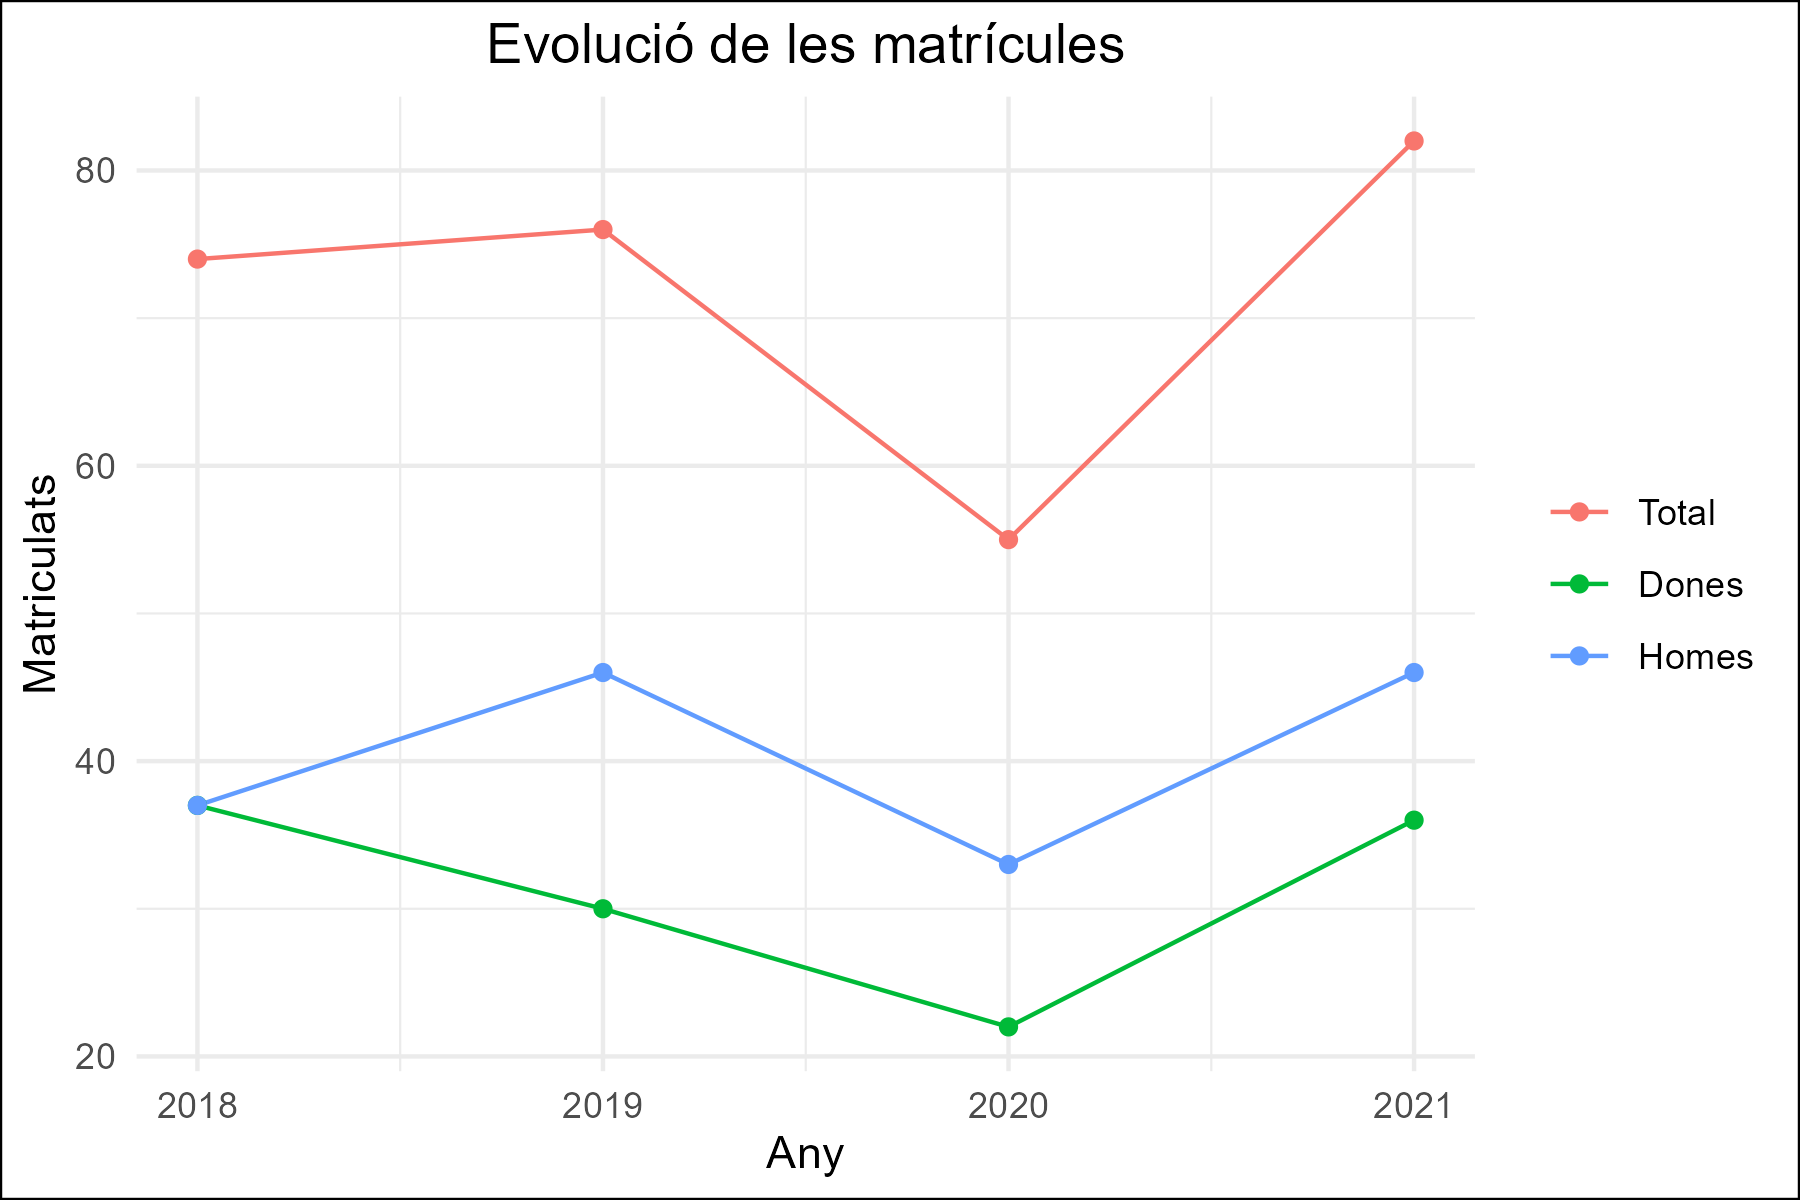 Evolució de les matrícules
Matriculats
80
60
40
20
2018 2019 2020 2021
Any
Total
Dones
Homes